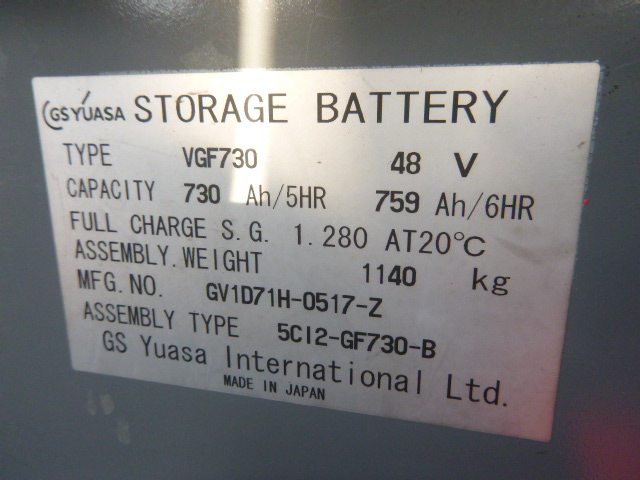 GS YUASA STORAGE BATTERY
TYPE VGF730 48 V
CAPACITY 730 Ah/5HR 759 Ah/6HR
FULL CHARGE S.G. 1.280 AT20℃
ASSEMBLY.WEIGHT 1140 kg
MFG.NO. GV1D71H-0517-Z
ASSEMBLY TYPE 5CI2-GF730-B
GS Yuasa International Ltd.
MADE IN JAPAN